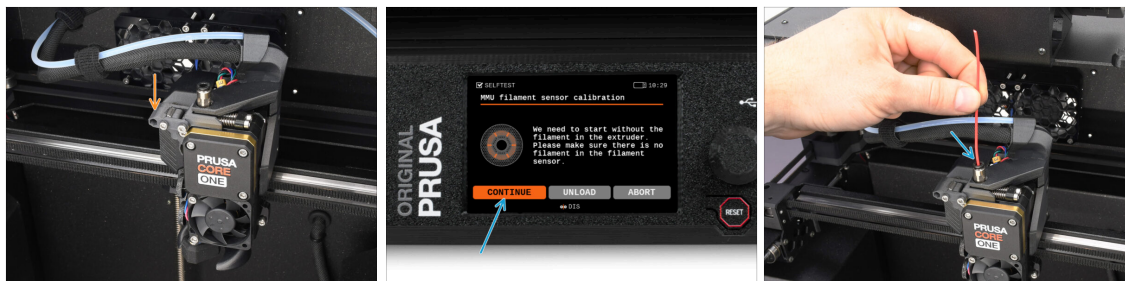 PRUSA
CORE
ONE
ORIGINAL
PRUSA
SELFTEST
10:29
MMU filament sensor calibration
We need to start without the
filament in the extruder.
Please make sure there is no
filament in the filament
sensor.
CONTINUE
UNLOAD
ABORT
DIS
RESET
PRUSA
CORE
ONE